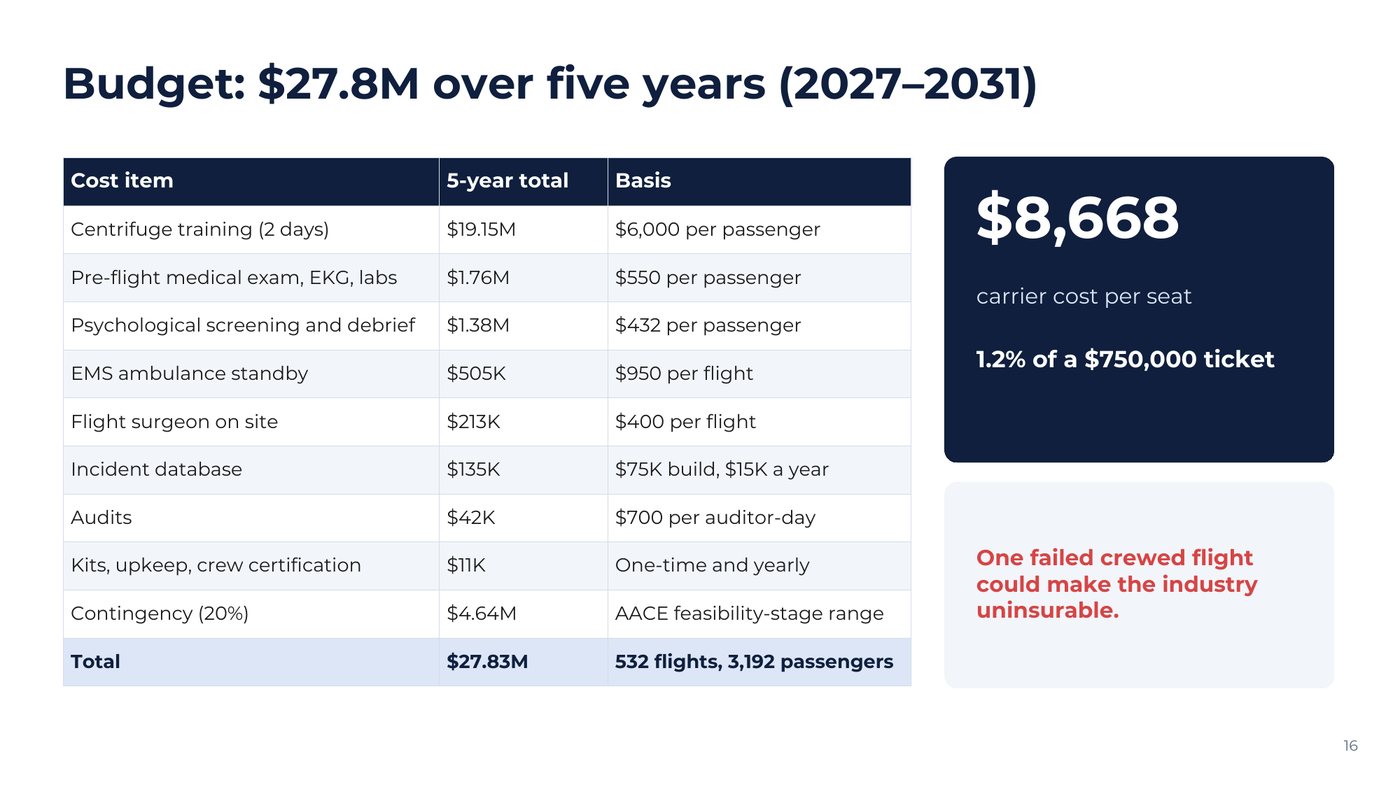 Budget: $27.8M over five years (2027–2031)
Cost item 5-year total Basis
Centrifuge training (2 days) $19.15M $6,000 per passenger
Pre-flight medical exam, EKG, labs $1.76M $550 per passenger
Psychological screening and debrief $1.38M $432 per passenger
EMS ambulance standby $505K $950 per flight
Flight surgeon on site $213K $400 per flight
Incident database $135K $75K build, $15K a year
Audits $42K $700 per auditor-day
Kits, upkeep, crew certification $11K One-time and yearly
Contingency (20%) $4.64M AACE feasibility-stage range
Total $27.83M 532 flights, 3,192 passengers
$8,668
carrier cost per seat
1.2% of a $750,000 ticket
One failed crewed flight
could make the industry
uninsurable.
16